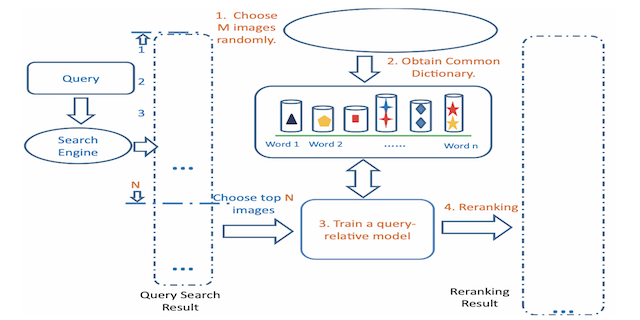 1. Choose
M images
randomly.
1
2. Obtain Common
Dictionary.
Query
2
3
Search
Engine
Word 1 Word 2 ...... Word n
...
N
Choose top N
images
3. Train a query-
relative model
4. Reranking
...
Query Search
Result
Reranking
Result
...